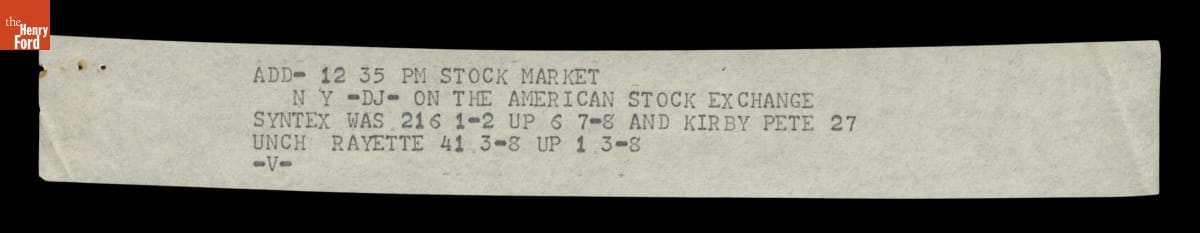 the
Henry
Ford
ADD- 12 35 PM STOCK MARKET
N Y -DJ- ON THE AMERICAN STOCK EXCHANGE
SYNTEX WAS 216 1-2 UP 6 7-8 AND KIRBY PETE 27
UNCH RAYETTE 41 3-8 UP 1 3-8
-V-